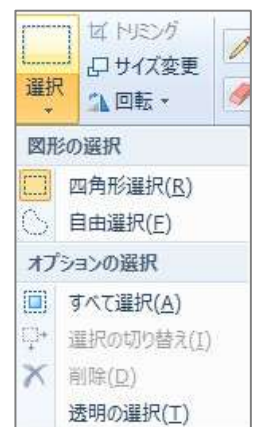 トリミング
サイズ変更
選択
回転
図形の選択
四角形選択(R)
自由選択(F)
オプションの選択
すべて選択(A)
選択の切り替え(I)
削除(D)
透明の選択(T)